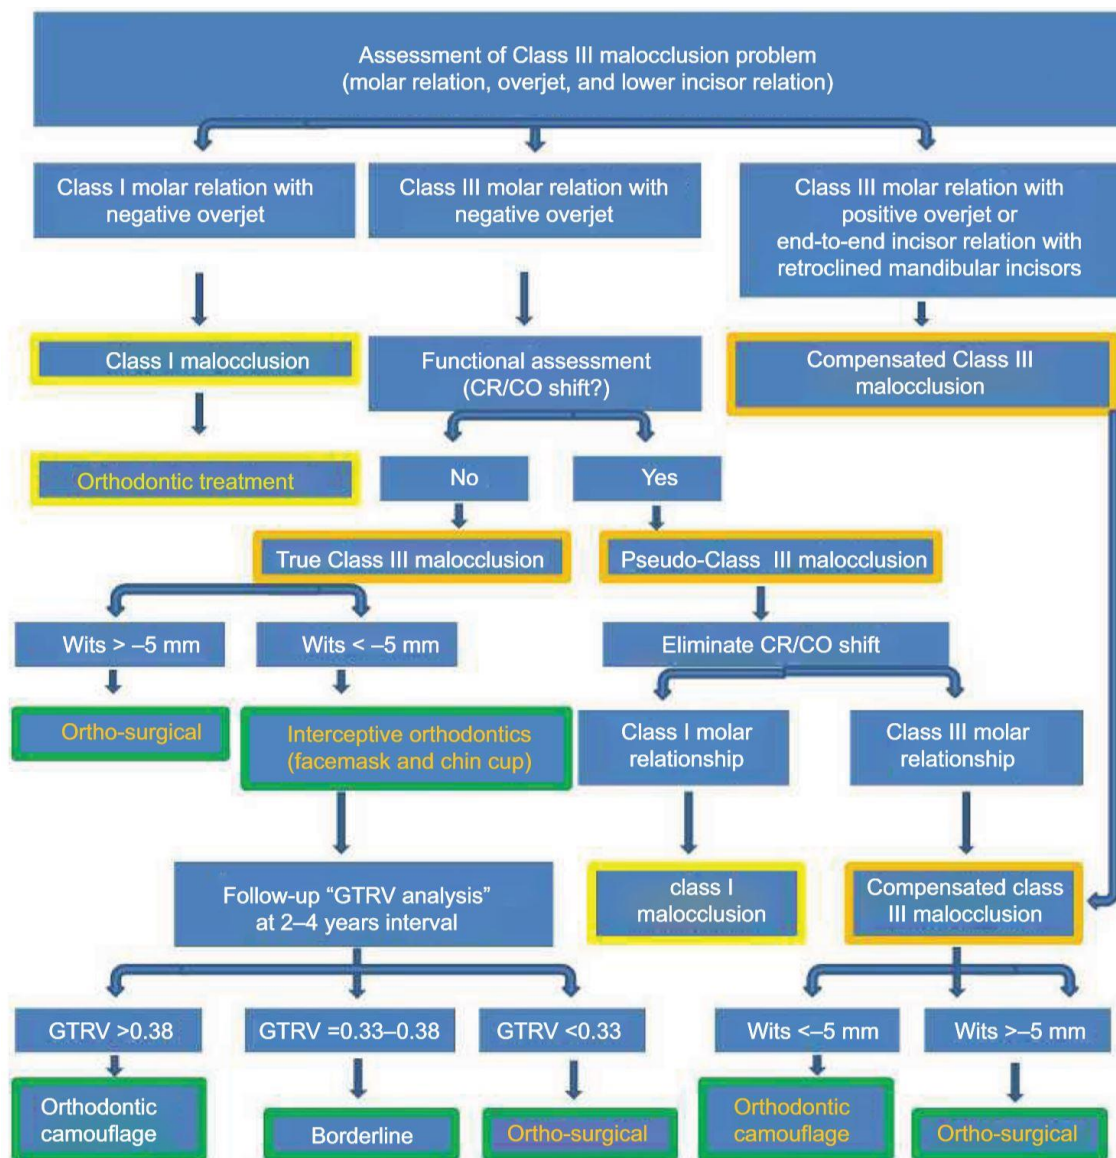 Assessment of Class III malocclusion problem
(molar relation, overjet, and lower incisor relation)
Class I molar relation with
negative overjet
Class III molar relation with
negative overjet
Class III molar relation with
positive overjet or
end-to-end incisor relation with
retroclined mandibular incisors
Class I malocclusion
Functional assessment
(CR/CO shift?)
Compensated Class III
malocclusion
Orthodontic treatment
No
Yes
True Class III malocclusion
Pseudo-Class III malocclusion
Wits > –5 mm
Wits < –5 mm
Eliminate CR/CO shift
Ortho-surgical
Interceptive orthodontics
(facemask and chin cup)
Class I molar
relationship
Class III molar
relationship
Follow-up “GTRV analysis”
at 2–4 years interval
class I
malocclusion
Compensated class
III malocclusion
GTRV >0.38
GTRV =0.33–0.38
GTRV <0.33
Wits <–5 mm
Wits >–5 mm
Orthodontic
camouflage
Borderline
Ortho-surgical
Orthodontic
camouflage
Ortho-surgical